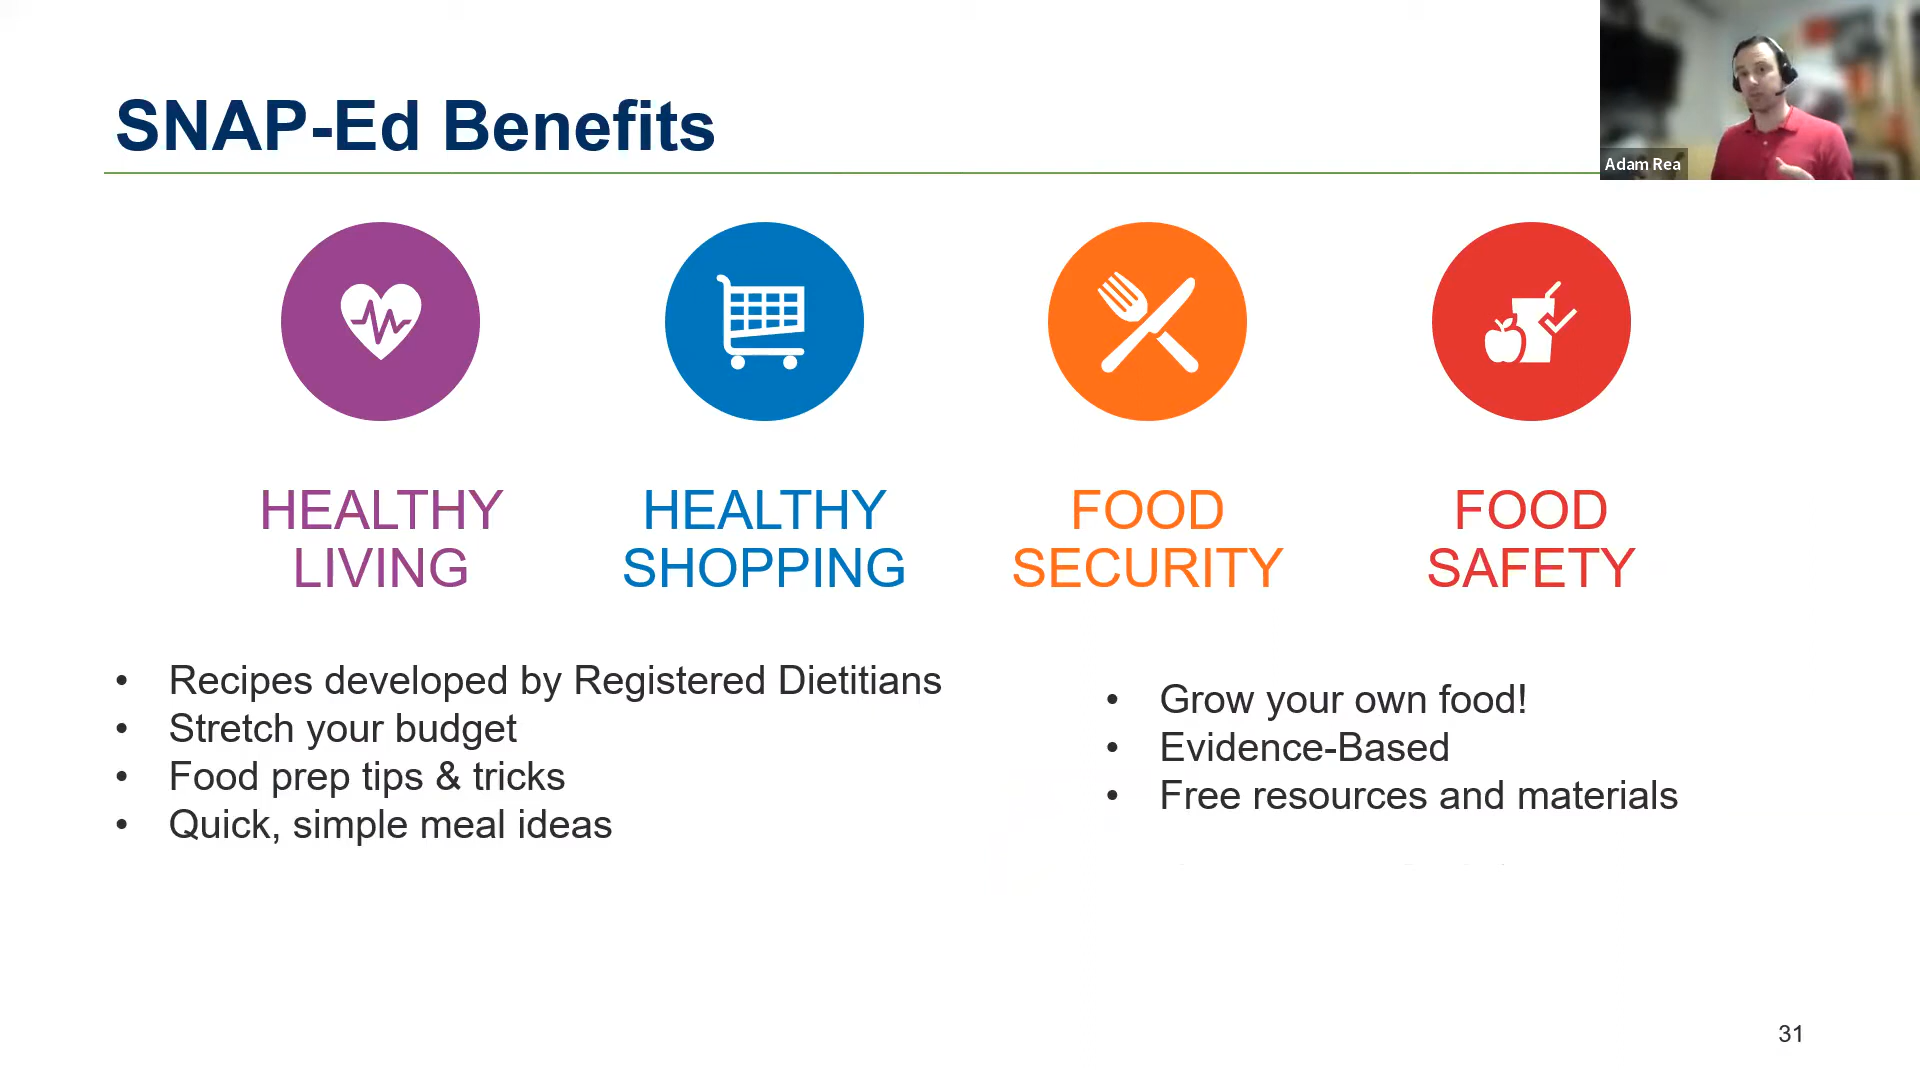 SNAP-Ed Benefits
Adam Rea
HEALTHY
LIVING
HEALTHY
SHOPPING
FOOD
SECURITY
FOOD
SAFETY
• Recipes developed by Registered Dietitians
• Stretch your budget
• Food prep tips & tricks
• Quick, simple meal ideas
• Grow your own food!
• Evidence-Based
• Free resources and materials
31